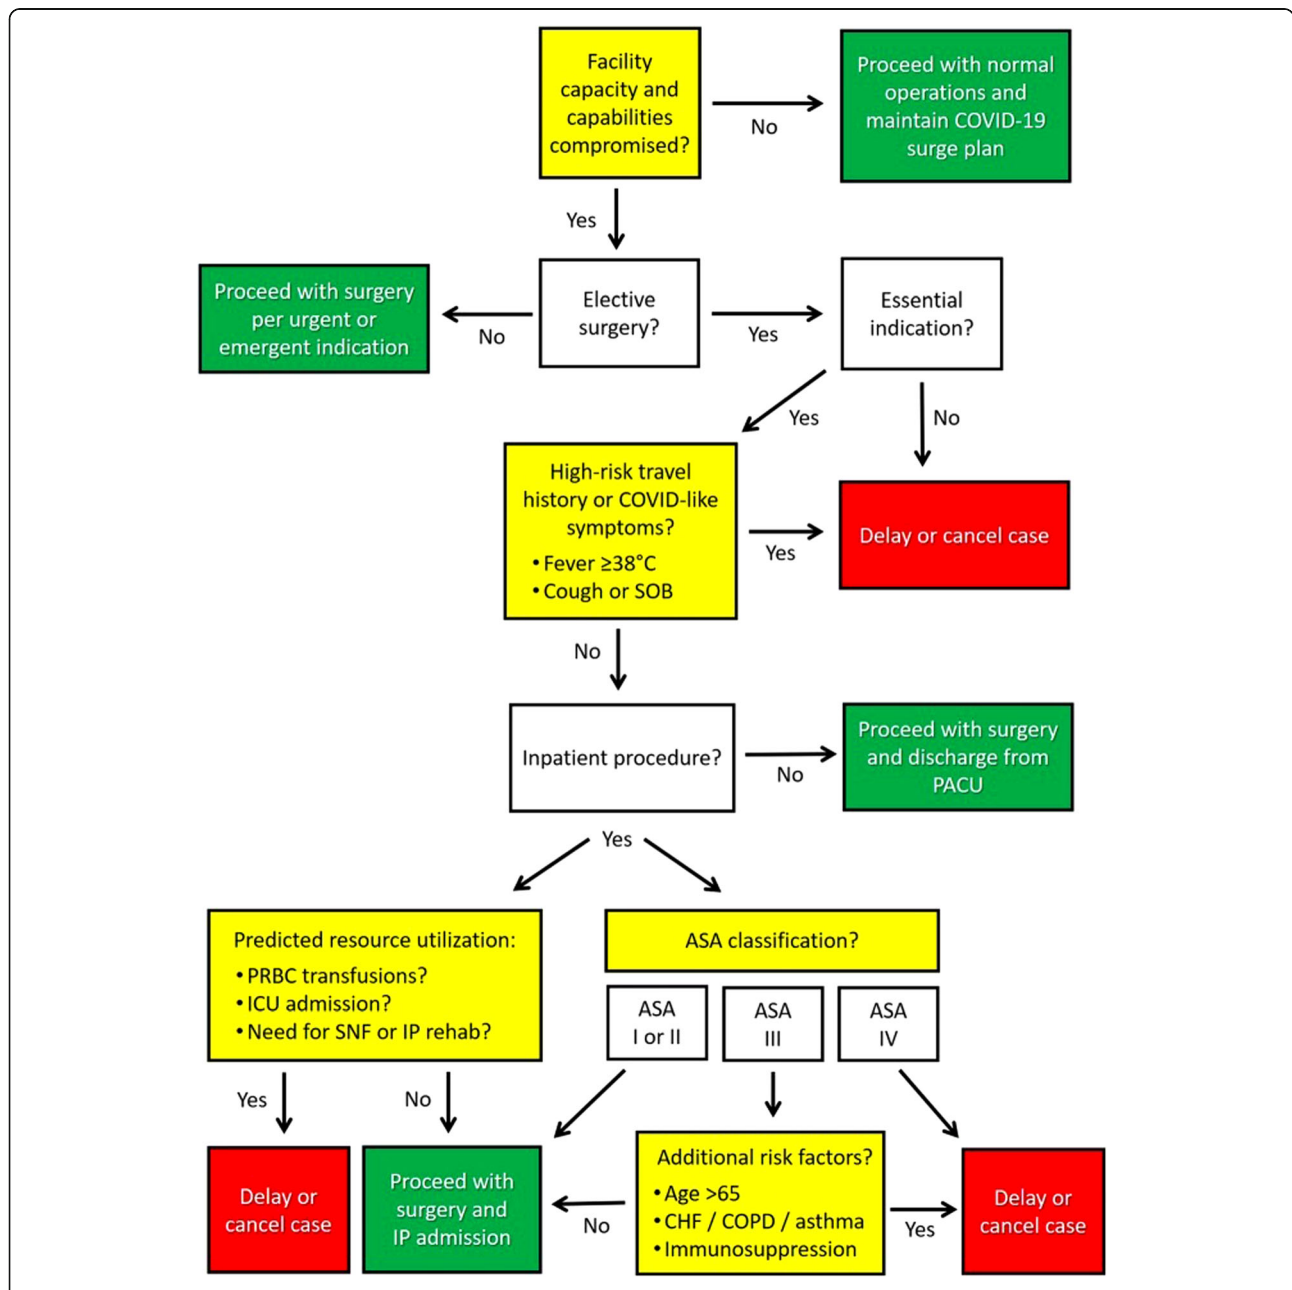 Facility
capacity and
capabilities
compromised?
No
Proceed with normal
operations and
maintain COVID-19
surge plan
Yes
Proceed with surgery
per urgent or
emergent indication
No
Elective
surgery?
Yes
Essential
indication?
Yes
No
High-risk travel
history or COVID-like
symptoms?
• Fever ≥38°C
• Cough or SOB
Yes
Delay or cancel case
No
Inpatient procedure?
No
Proceed with surgery
and discharge from
PACU
Yes
Predicted resource utilization:
• PRBC transfusions?
• ICU admission?
• Need for SNF or IP rehab?
ASA classification?
ASA
I or II
ASA
III
ASA
IV
Yes
No
Delay or
cancel case
Proceed with
surgery and
IP admission
No
Additional risk factors?
• Age >65
• CHF / COPD / asthma
• Immunosuppression
Yes
Delay or
cancel case